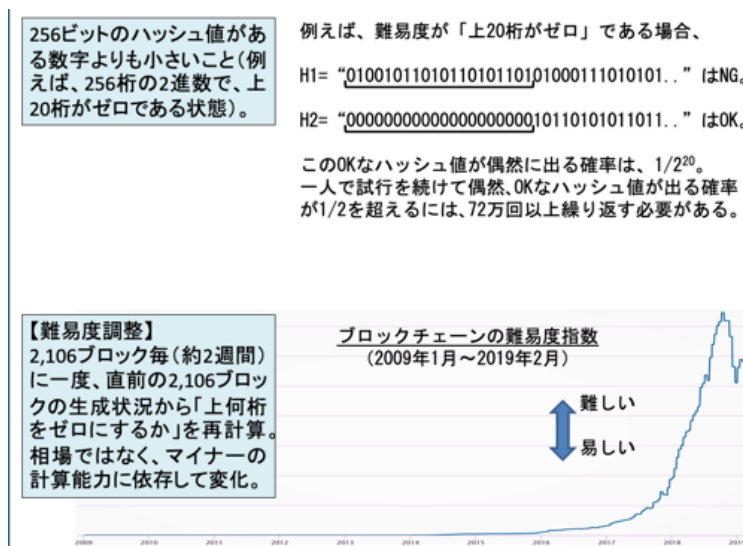 256ビットのハッシュ値があ
る数字よりも小さいこと(例
えば、256桁の2進数で、上
20桁がゼロである状態)。
例えば、難易度が「上20桁がゼロ」である場合、
H1= “0100101101011010110101000111010101..” はNG。
H2= “0000000000000000000010110101011011..” はOK。
このOKなハッシュ値が偶然に出る確率は、1/2²⁰。
一人で試行を続けて偶然、OKなハッシュ値が出る確率
が1/2を超えるには、72万回以上繰り返す必要がある。
【難易度調整】
2,106ブロック毎(約2週間)
に一度、直前の2,106ブロッ
クの生成状況から「上何桁
をゼロにするか」を再計算。
相場ではなく、マイナーの
計算能力に依存して変化。
ブロックチェーンの難易度指数
(2009年1月~2019年2月)
難しい
易しい
2009 2010 2011 2012 2013 2014 2015 2016 2017 2018 2019